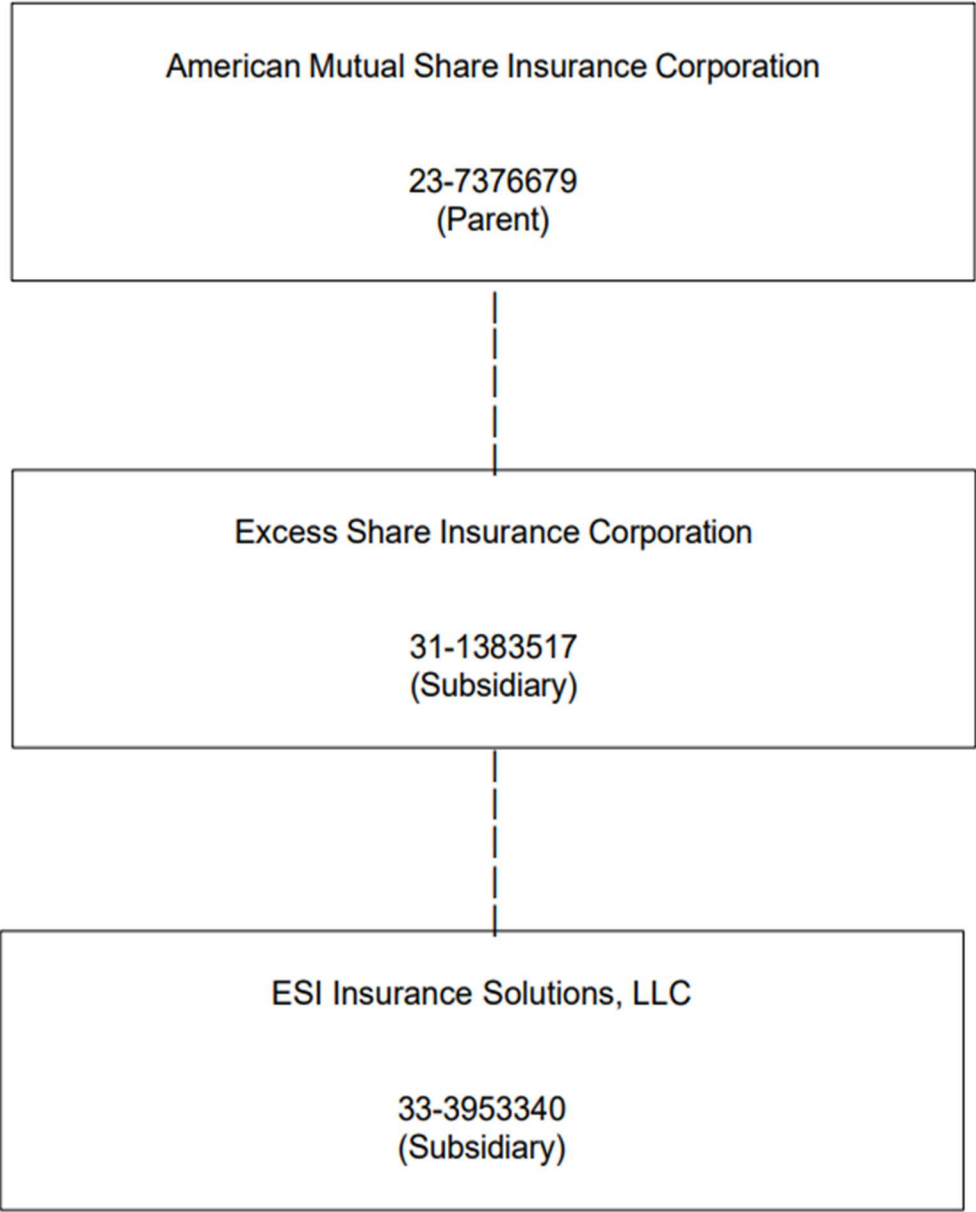 American Mutual Share Insurance Corporation
23-7376679
(Parent)
Excess Share Insurance Corporation
31-1383517
(Subsidiary)
ESI Insurance Solutions, LLC
33-3953340
(Subsidiary)